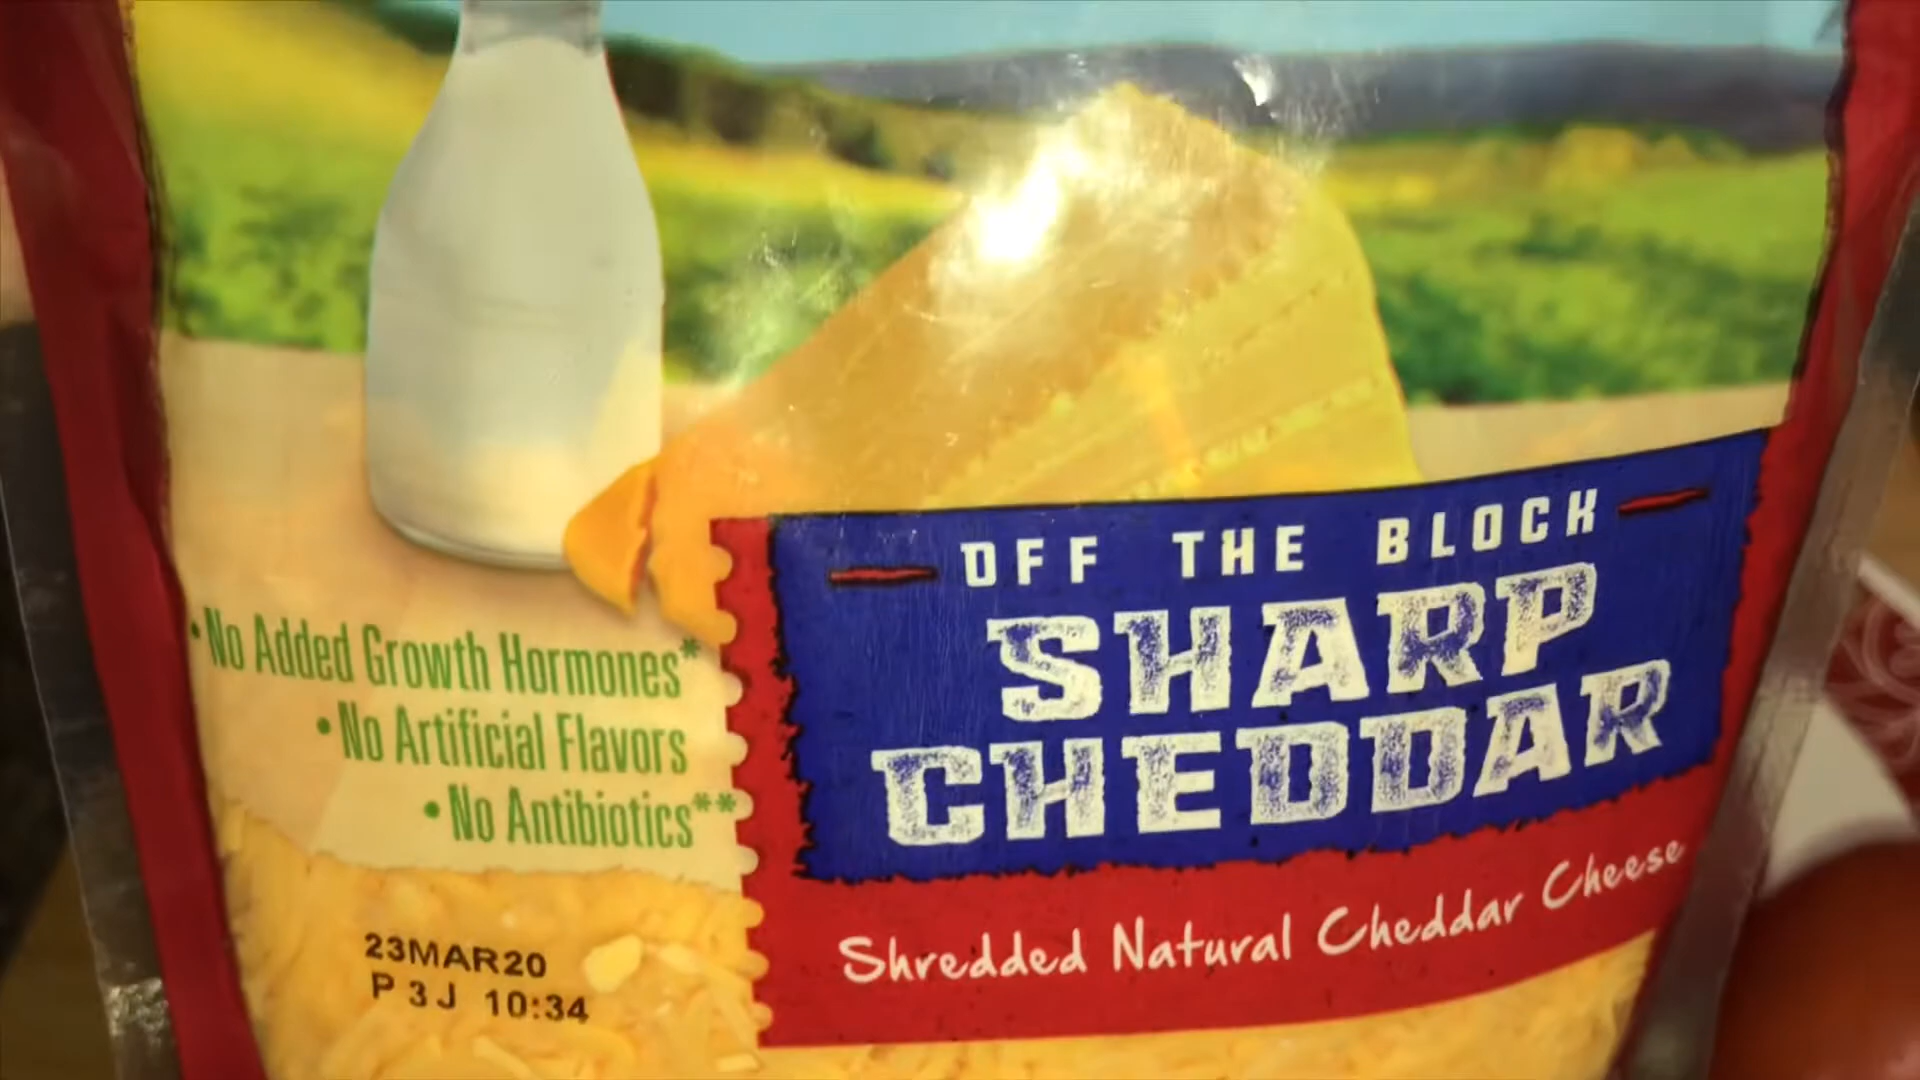 OFF THE BLOCK
SHARP
CHEDDAR
Shredded Natural Cheddar Cheese
•No Added Growth Hormones*
•No Artificial Flavors
•No Antibiotics**
23MAR20
P 3J 10:34